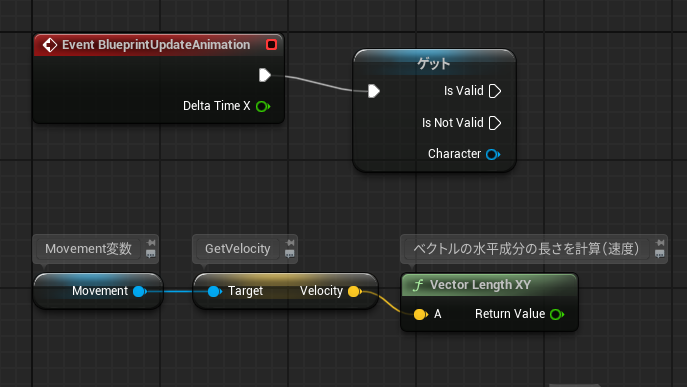 Event BlueprintUpdateAnimation
Delta Time X
ゲット
Is Valid
Is Not Valid
Character
Movement変数
GetVelocity
ベクトルの水平成分の長さを計算(速度)
Movement
Target
Velocity
f Vector Length XY
A
Return Value